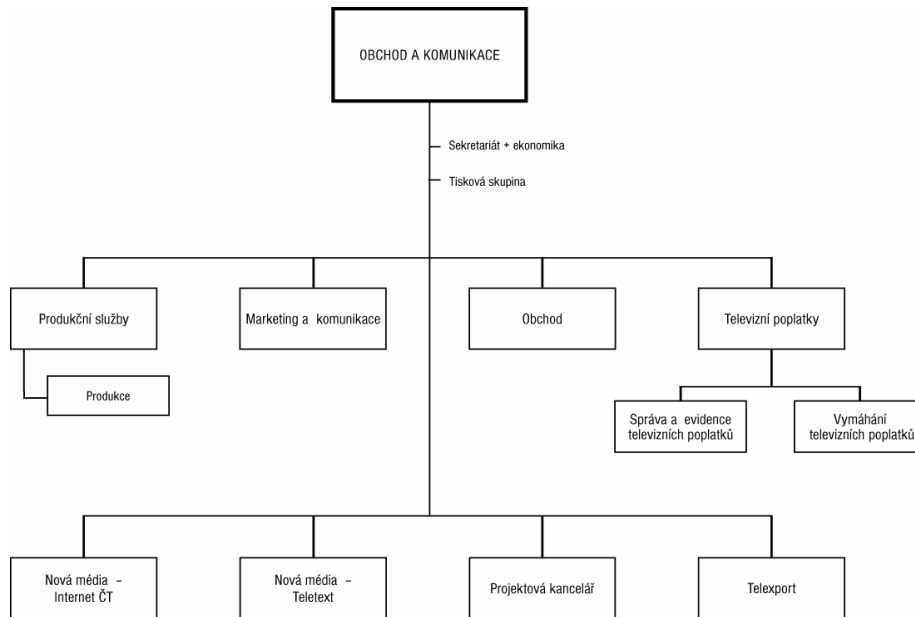 OBCHOD A KOMUNIKACE
Sekretariát + ekonomika
Tisková skupina
Produkční služby
Marketing a komunikace
Obchod
Televizní poplatky
Produkce
Správa a evidence
televizních poplatků
Vymáhání
televizních poplatků
Nová média –
Internet ČT
Nová média –
Teletext
Projektová kancelář
Telexport